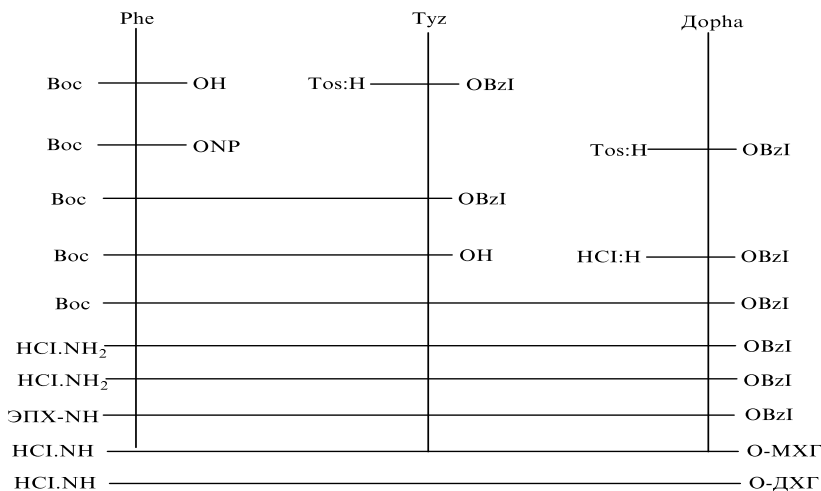 Phe Tyz Дорha
Boc OH Tos:H OBzI
Boc ONP Tos:H OBzI
Boc OBzI
Boc OH HCI:H OBzI
Boc OBzI
HCI.NH₂ OBzI
HCI.NH₂ OBzI
ЭПХ-NH OBzI
HCI.NH О-МХГ
HCI.NH О-ДХГ